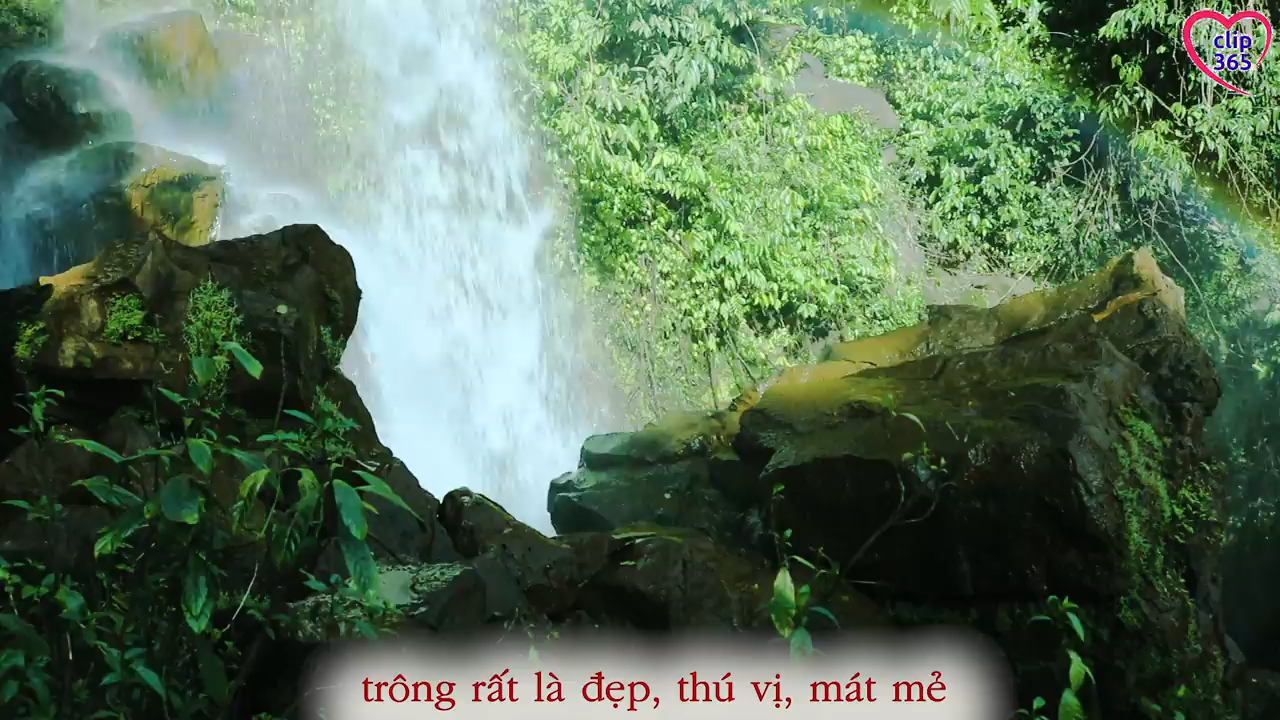 clip
365
trông rất là đẹp, thú vị, mát mẻ